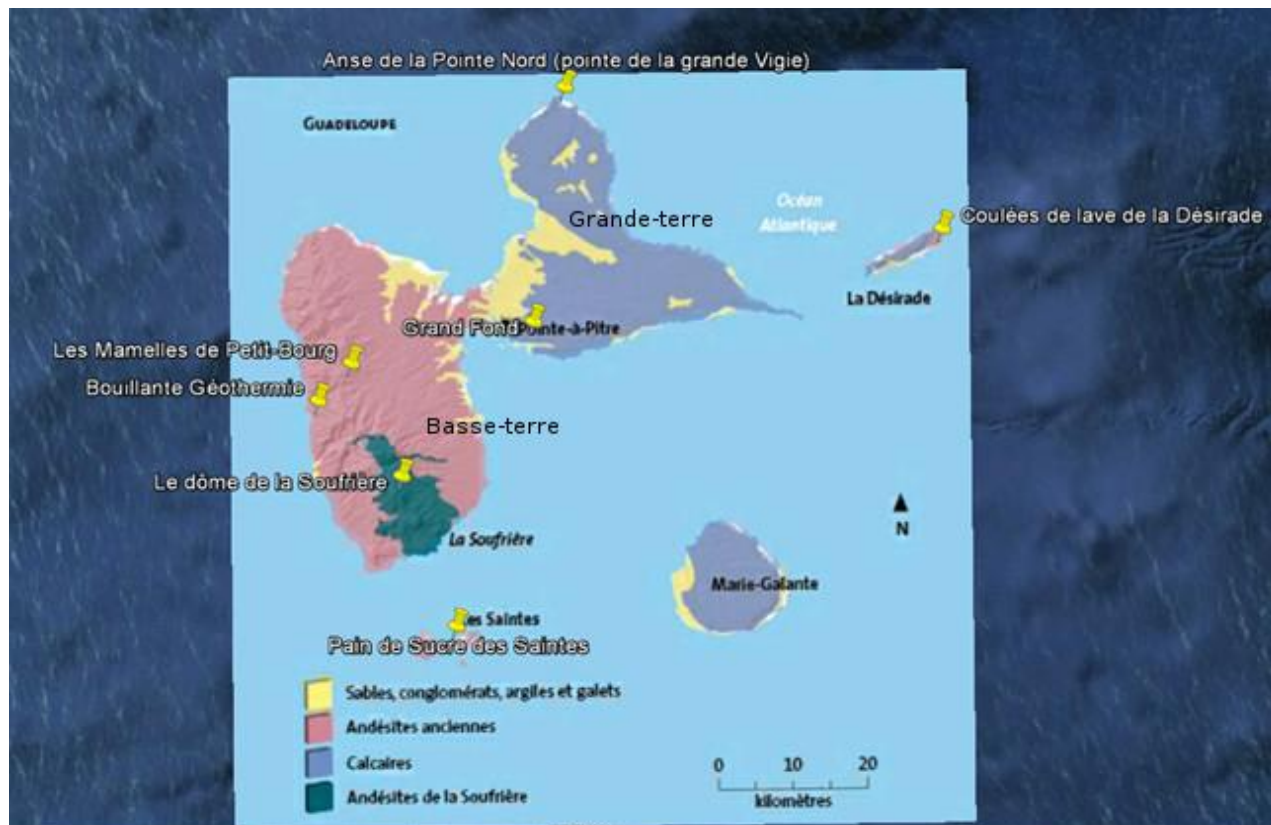 Anse de la Pointe Nord (pointe de la grande Vigie)
GUADELOUPE
Grande-terre
Océan
Atlantique
Coulées de lave de la Désirade
La Désirade
Grand Fond
Pointe-à-Pitre
Les Mamelles de Petit-Bourg
Bouillante Géothermie
Basse-terre
Le dôme de la Soufrière
La Soufrière
N
Marie-Galante
Les Saintes
Pain de Sucre des Saintes
Sables, conglomérats, argiles et galets
Andésites anciennes
Calcaires
Andésites de la Soufrière
0 10 20
kilomètres